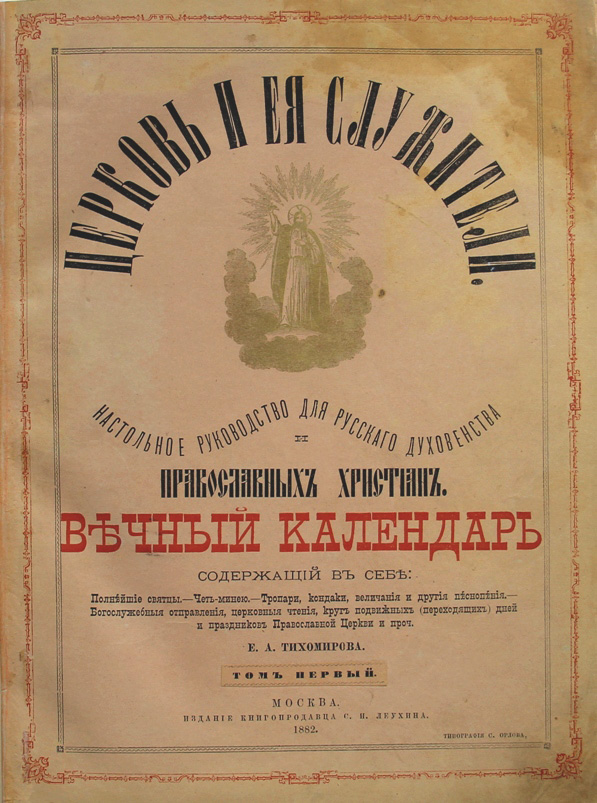 ЦЕРКОВЬ И ЕЯ СЛУЖИТЕЛИ.
НАСТОЛЬНОЕ РУКОВОДСТВО ДЛЯ РУССКАГО ДУХОВЕНСТВА
и
ПРАВОСЛАВНЫХЪ ХРИСТІАНЪ.
ВѢЧНЫЙ КАЛЕНДАРЬ
СОДЕРЖАЩІЙ ВЪ СЕБѢ:
Полнѣйшіе святцы.—Четь-минею.—Тропари, кондаки, величанія и другія пѣснопѣнія.—
Богослужебныя отправленія, церковныя чтенія, кругъ подвижныхъ (переходящихъ) дней
и праздниковъ Православной Церкви и проч.
Е. А. ТИХОМИРОВА.
ТОМЪ ПЕРВЫЙ.
МОСКВА.
ИЗДАНІЕ КНИГОПРОДАВЦА С. И. ЛЕУХИНА.
1882.
ТИПОГРАФІЯ С. ОРЛОВА,